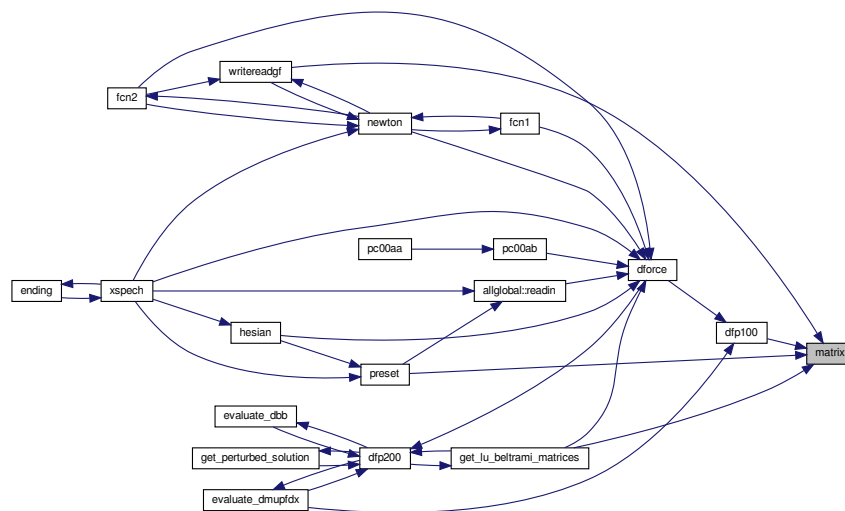 writereadgf
fcn2
newton
fcn1
pc00aa
pc00ab
dforce
ending
xspech
allglobal::readin
hesian
dfp100
matrix
preset
evaluate_dbb
get_perturbed_solution
dfp200
get_lu_beltrami_matrices
evaluate_dmupfdx